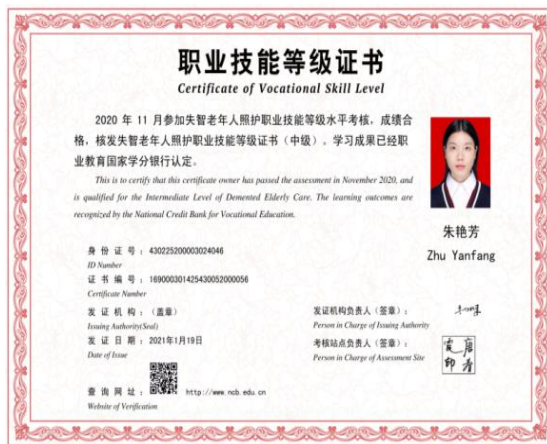 职业技能等级证书
Certificate of Vocational Skill Level
2020 年 11 月参加失智老年人照护职业技能等级水平考核，成绩合
格，核发失智老年人照护职业技能等级证书（中级）。学习成果已经职
业教育国家学分银行认定。
This is to certify that this certificate owner has passed the assessment in November 2020, and
is qualified for the Intermediate Level of Demented Elderly Care. The learning outcomes are
recognized by the National Credit Bank for Vocational Education.
朱艳芳
Zhu Yanfang
身 份 证 号 ：430225200003024046
ID Number
证 书 编 号 ：169000301425430052000056
Certificate Number
发 证 机 构 ：（盖章）
Issuing Authority(Seal)
发 证 日 期 ：2021年1月19日
Date of Issue
发证机构负责人（签章）：
Person in Charge of Issuing Authority
考核站点负责人（签章）：
Person in Charge of Assessment Site
查 询 网 址 ： http://www.ncb.edu.cn
Website of Verification